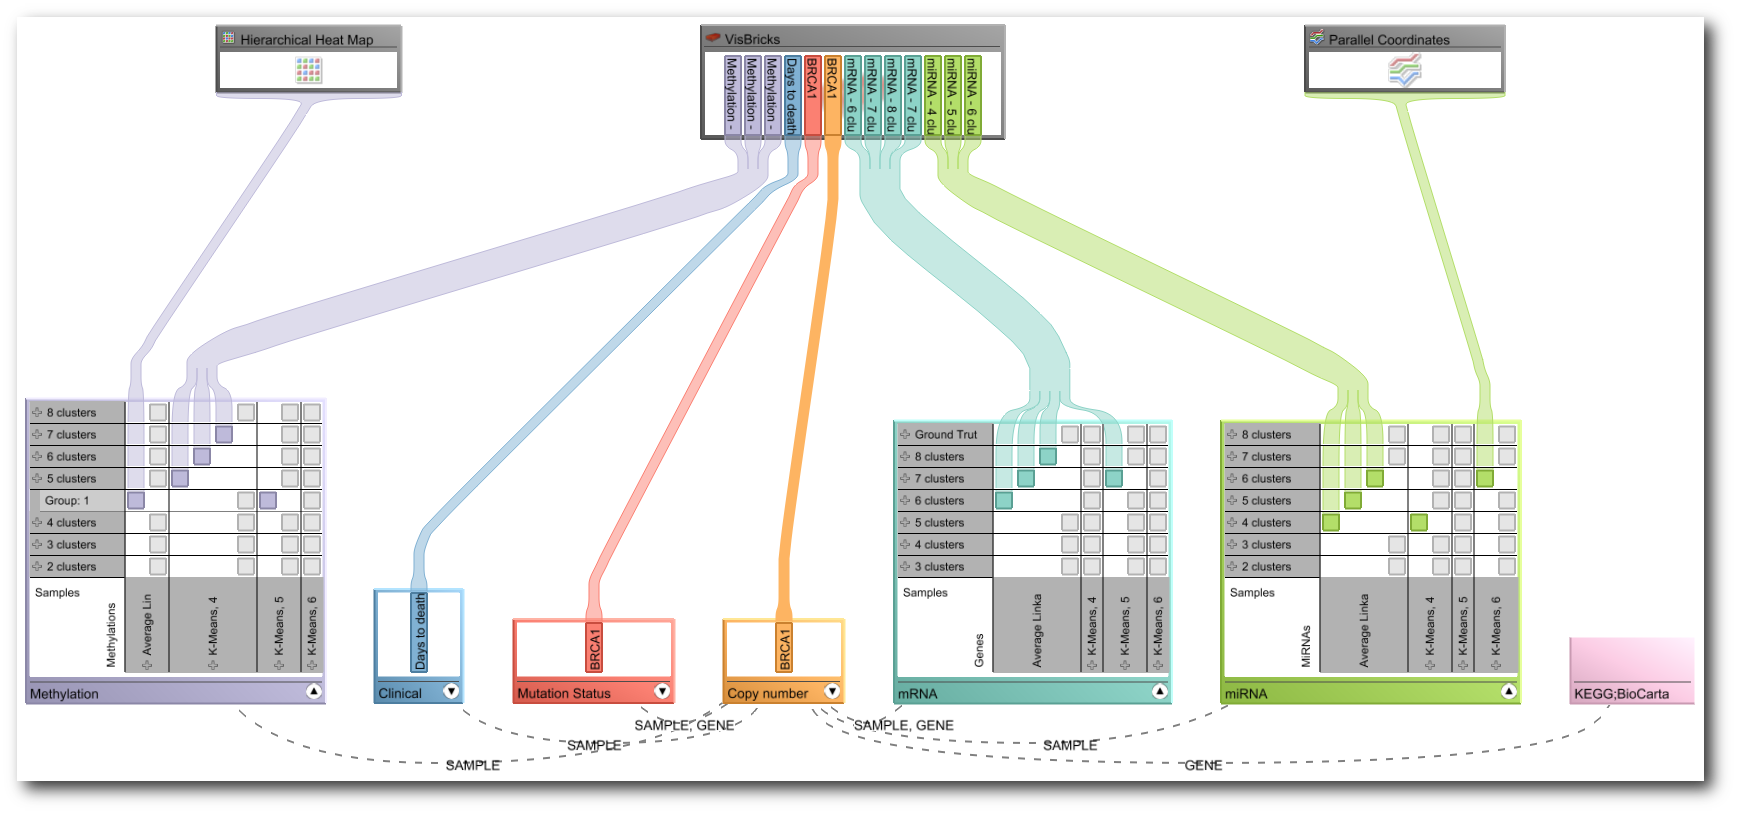 Hierarchical Heat Map
VisBricks
Parallel Coordinates
Methylation -
Methylation -
Methylation -
Days to death
BRCA1
BRCA1
mRNA - 6 clu
mRNA - 7 clu
mRNA - 8 clu
mRNA - 7 clu
miRNA - 4 clu
miRNA - 5 clu
miRNA - 6 clu
8 clusters
7 clusters
6 clusters
5 clusters
Group: 1
4 clusters
3 clusters
2 clusters
Samples
Methylations
Average Lin
K-Means, 4
K-Means, 5
K-Means, 6
Methylation
Days to death
Clinical
BRCA1
Mutation Status
BRCA1
Copy number
Ground Trut
8 clusters
7 clusters
6 clusters
5 clusters
4 clusters
3 clusters
Samples
Genes
Average Linka
K-Means, 4
K-Means, 5
K-Means, 6
mRNA
8 clusters
7 clusters
6 clusters
5 clusters
4 clusters
3 clusters
2 clusters
Samples
MiRNAs
Average Linka
K-Means, 4
K-Means, 5
K-Means, 6
miRNA
KEGG;BioCarta
SAMPLE, GENE
SAMPLE, GENE
SAMPLE
SAMPLE
SAMPLE
GENE